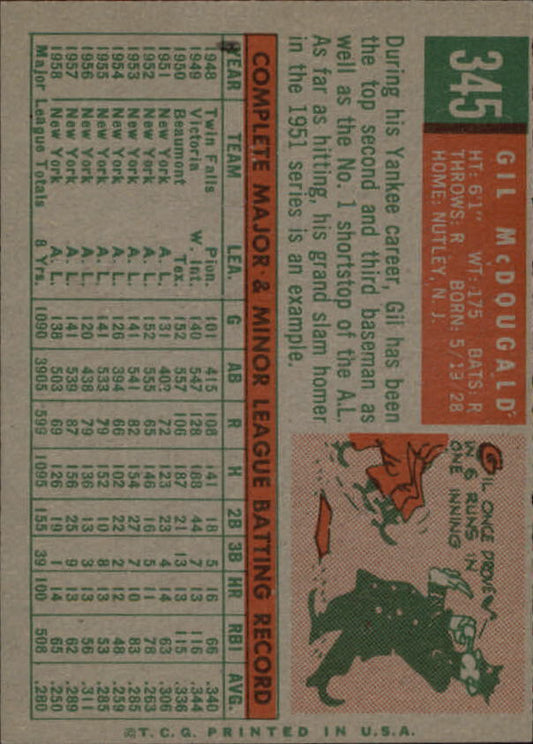 345
GIL McDOUGALD
HT: 6'1" WT: 175 BATS: R
THROWS: R BORN: 5/19/28
HOME: NUTLEY, N. J.
During his Yankee career, Gil has been
the top second and third baseman as
well as the No. 1 shortstop of the A.L.
As far as hitting, his grand slam homer
in the 1951 series is an example.
GIL ONCE DROVE
IN 6 RUNS IN
ONE INNING
COMPLETE MAJOR & MINOR LEAGUE BATTING RECORD
YEAR TEAM LEA. G AB R H 2B 3B HR RBI AVG.
1948 Twin Falls Pion. 101 415 108 141 18 5 16 66 .340
1949 Victoria W. Int. 140 547 128 188 44 7 13 116 .344
1950 Beaumont Tex. 152 557 106 187 21 13 13 115 .336
1951 New York A. L. 131 402 72 123 23 4 14 63 .306
1952 New York A. L. 152 555 65 146 16 5 11 78 .263
1953 New York A. L. 141 541 82 154 27 7 10 83 .285
1954 New York A. L. 126 394 66 102 22 2 12 48 .259
1955 New York A. L. 141 533 79 152 10 8 13 53 .285
1956 New York A. L. 120 438 79 136 13 3 13 56 .311
1957 New York A. L. 141 539 87 156 25 9 13 62 .289
1958 New York A. L. 138 503 69 126 19 1 14 65 .250
Major League Totals 8 Yrs. 1090 3905 599 1095 155 39 100 508 .280
©T.C.G. PRINTED IN U.S.A.